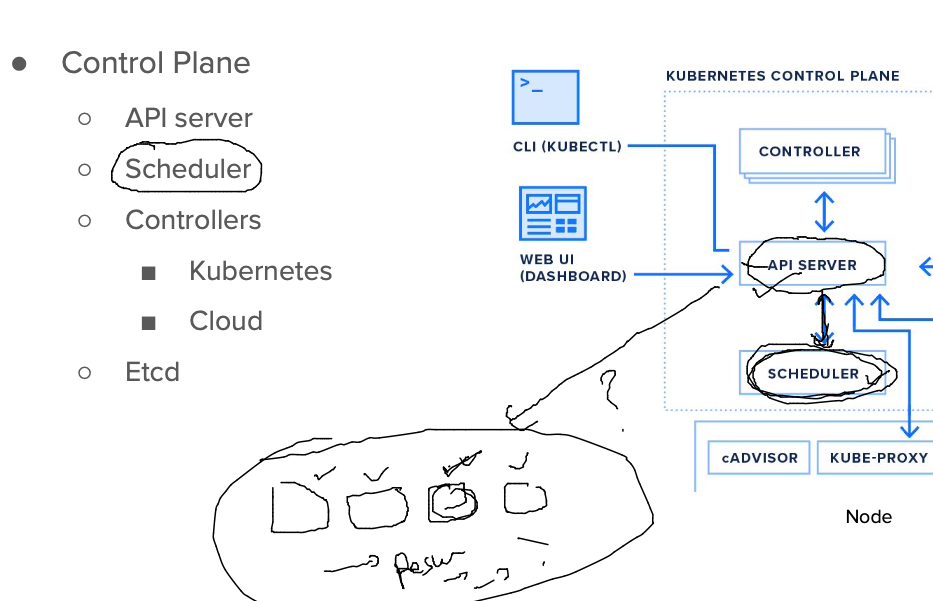 Control Plane
API server
Scheduler
Controllers
Kubernetes
Cloud
Etcd
KUBERNETES CONTROL PLANE
>_
CLI (KUBECTL)
CONTROLLER
WEB UI
(DASHBOARD)
API SERVER
SCHEDULER
?
cADVISOR
KUBE-PROXY
Node